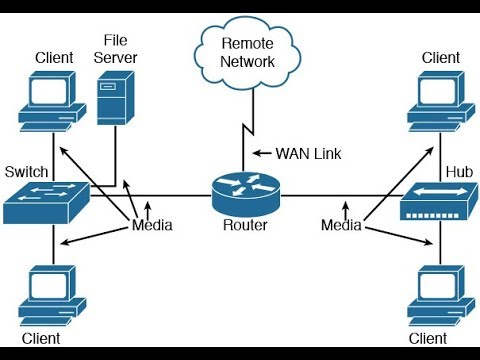 File
Server
Client
Remote
Network
Client
WAN Link
Switch
Hub
Media
Router
Media
Client
Client